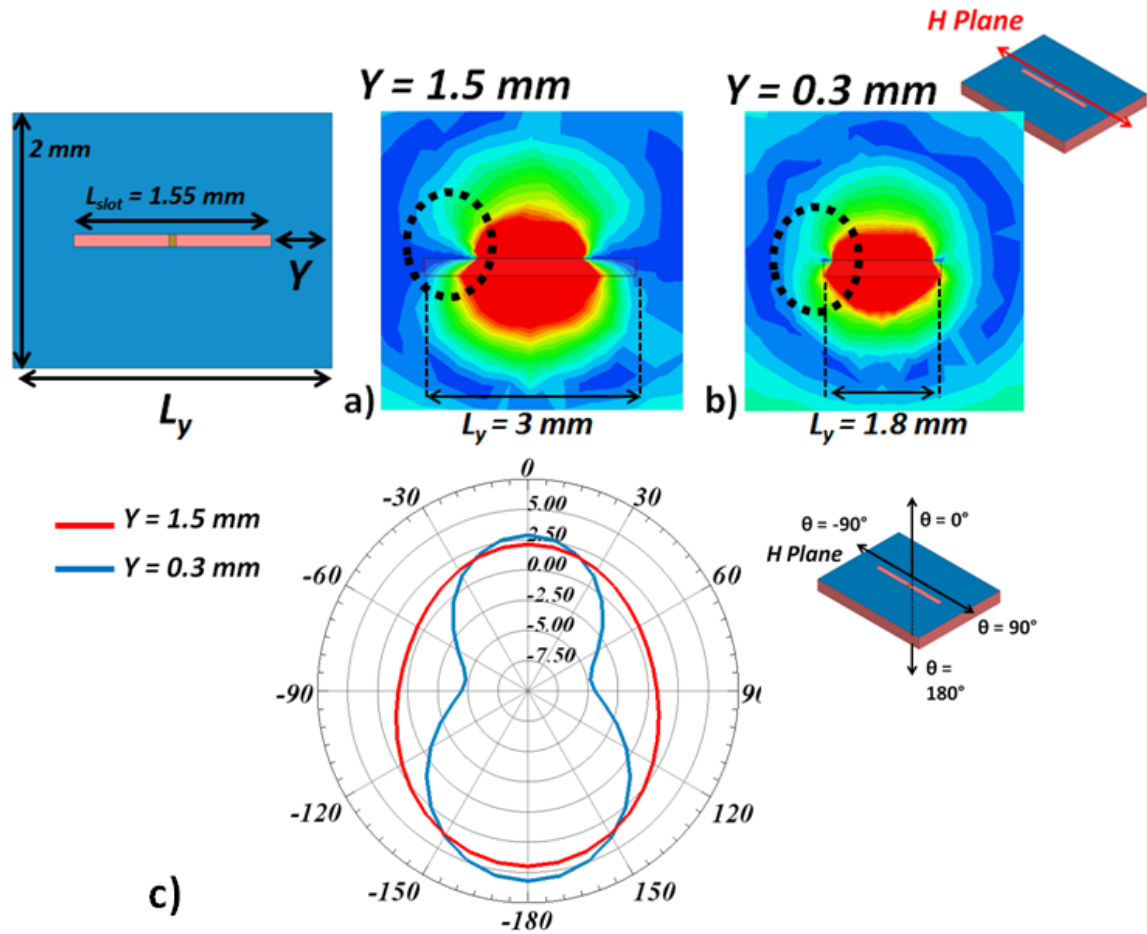 H Plane
Y = 1.5 mm
Y = 0.3 mm
2 mm
Lslot = 1.55 mm
Y
Ly
a)
Ly = 3 mm
b)
Ly = 1.8 mm
Y = 1.5 mm
Y = 0.3 mm
0
-30
30
-60
60
-90
90
-120
120
-150
150
-180
5.00
2.50
0.00
-2.50
-5.00
-7.50
θ = -90°
θ = 0°
H Plane
θ = 90°
θ =
180°
c)